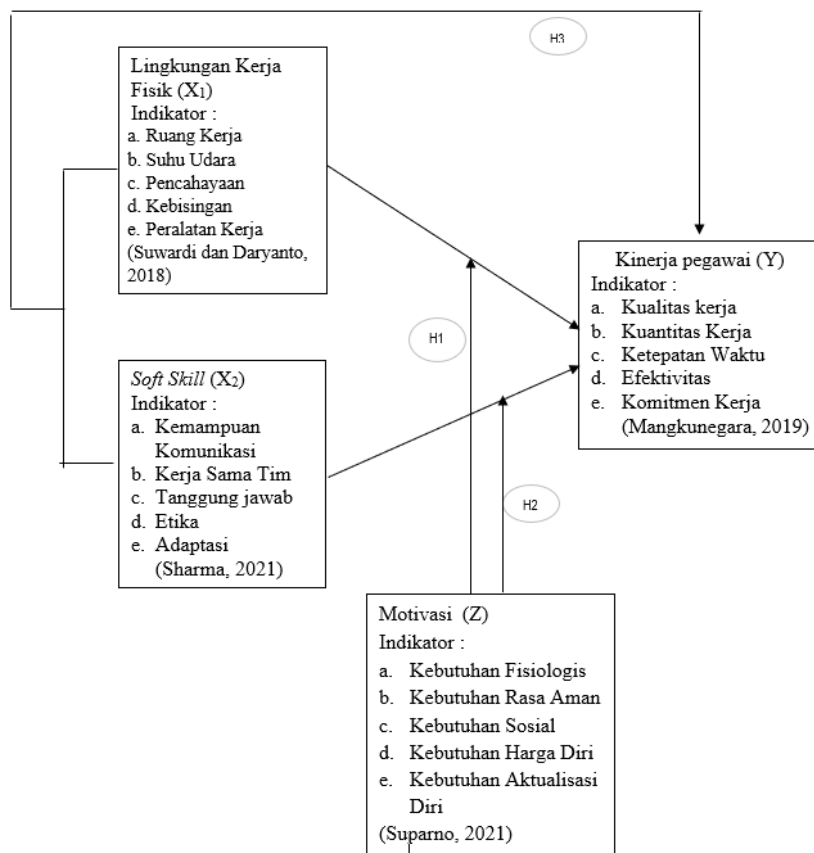 H3
Lingkungan Kerja
Fisik (X₁)
Indikator :
a. Ruang Kerja
b. Suhu Udara
c. Pencahayaan
d. Kebisingan
e. Peralatan Kerja
(Suwardi dan Daryanto,
2018)
Kinerja pegawai (Y)
Indikator :
a. Kualitas kerja
b. Kuantitas Kerja
c. Ketepatan Waktu
d. Efektivitas
e. Komitmen Kerja
(Mangkunegara, 2019)
H1
Soft Skill (X₂)
Indikator :
a. Kemampuan
Komunikasi
b. Kerja Sama Tim
c. Tanggung jawab
d. Etika
e. Adaptasi
(Sharma, 2021)
H2
Motivasi (Z)
Indikator :
a. Kebutuhan Fisiologis
b. Kebutuhan Rasa Aman
c. Kebutuhan Sosial
d. Kebutuhan Harga Diri
e. Kebutuhan Aktualisasi
Diri
(Suparno, 2021)